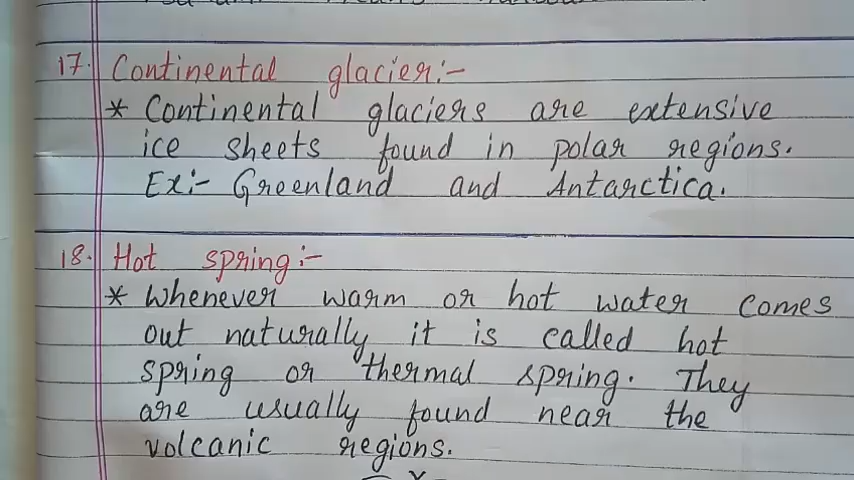 17. Continental glacier:-
* Continental glaciers are extensive
ice sheets found in polar regions.
Ex:- Greenland and Antarctica.
18. Hot spring:-
* Whenever warm or hot water comes
out naturally it is called hot
spring or thermal spring. They
are usually found near the
volcanic regions.